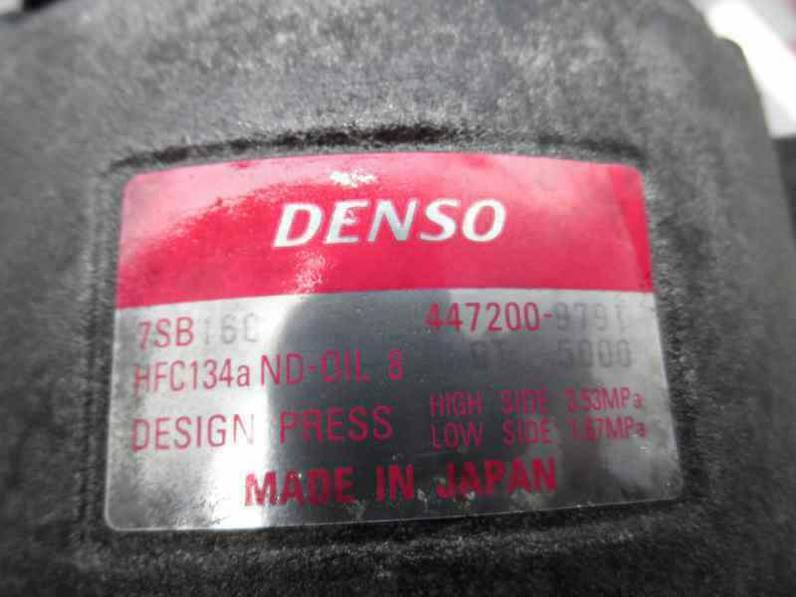 DENSO
7SB16C 447200-9791
HFC134a ND-OIL 8 5000
DESIGN PRESS HIGH SIDE 3.53MPa
LOW SIDE 1.67MPa
MADE IN JAPAN